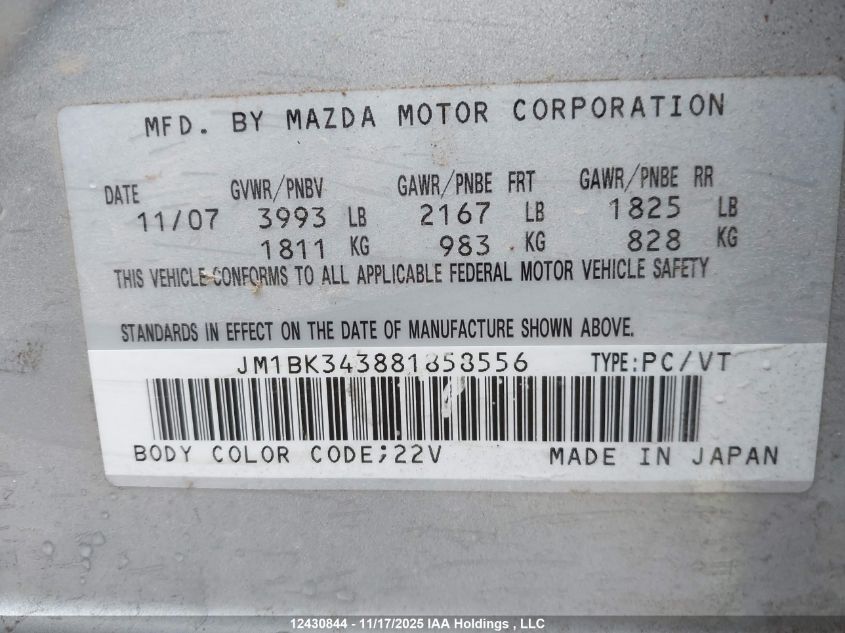 MFD. BY MAZDA MOTOR CORPORATION
DATE GVWR/PNBV GAWR/PNBE FRT GAWR/PNBE RR
11/07 3993 LB 2167 LB 1825 LB
1811 KG 983 KG 828 KG
THIS VEHICLE CONFORMS TO ALL APPLICABLE FEDERAL MOTOR VEHICLE SAFETY
STANDARDS IN EFFECT ON THE DATE OF MANUFACTURE SHOWN ABOVE.
JM1BK343881858556 TYPE:PC/VT
BODY COLOR CODE;22V MADE IN JAPAN
12430844 - 11/17/2025 IAA Holdings , LLC